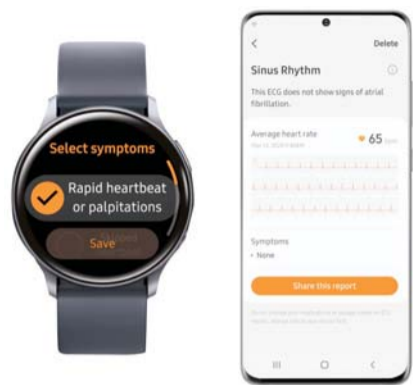 Select symptoms
Rapid heartbeat
or palpitations
Save
Delete
Sinus Rhythm
This ECG does not show signs of atrial
fibrillation.
Average heart rate
65
Symptoms
• None
Share this report